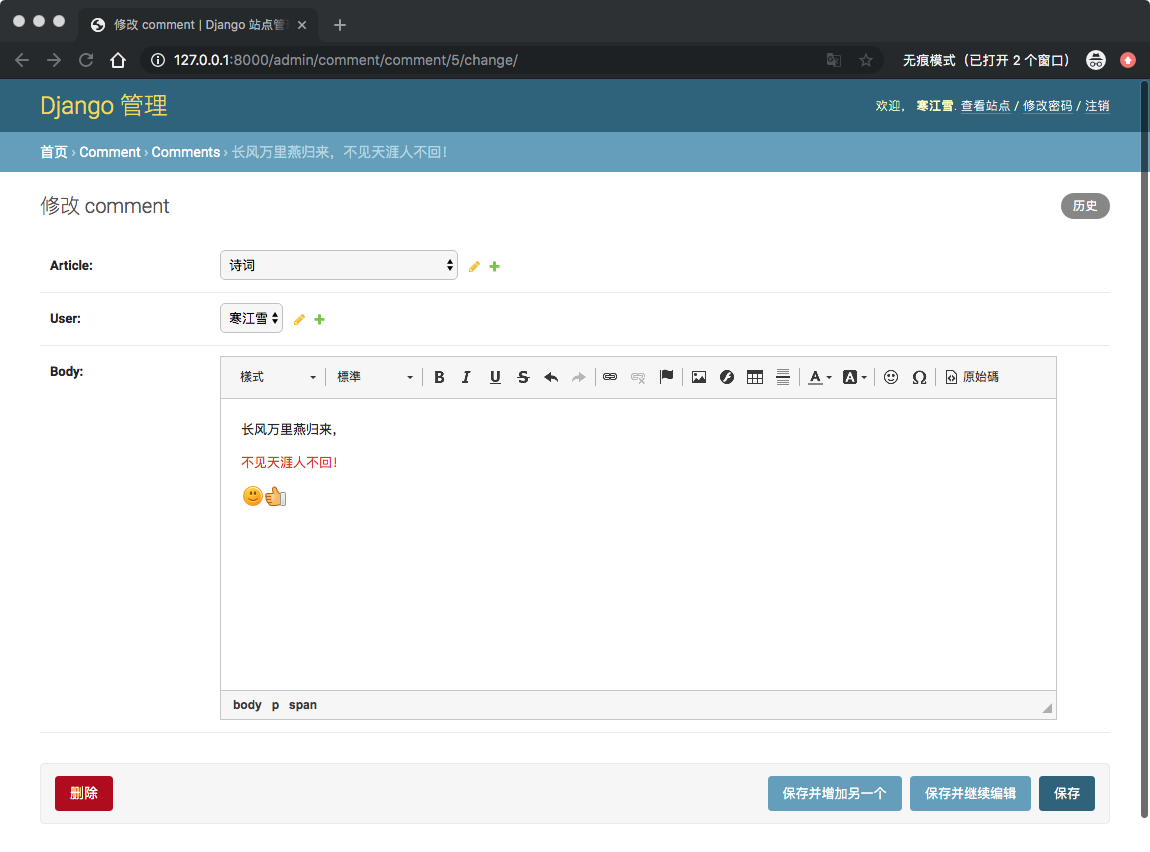 修改 comment | Django 站点管
127.0.0.1:8000/admin/comment/comment/5/change/
无痕模式（已打开 2 个窗口）
Django 管理
欢迎， 寒江雪. 查看站点 / 修改密码 / 注销
首页 › Comment › Comments › 长风万里燕归来，不见天涯人不回！
修改 comment
历史
Article:
诗词
User:
寒江雪
Body:
樣式
標準
B I U S A A Ω 原始碼
长风万里燕归来，
不见天涯人不回！
body p span
删除
保存并增加另一个
保存并继续编辑
保存